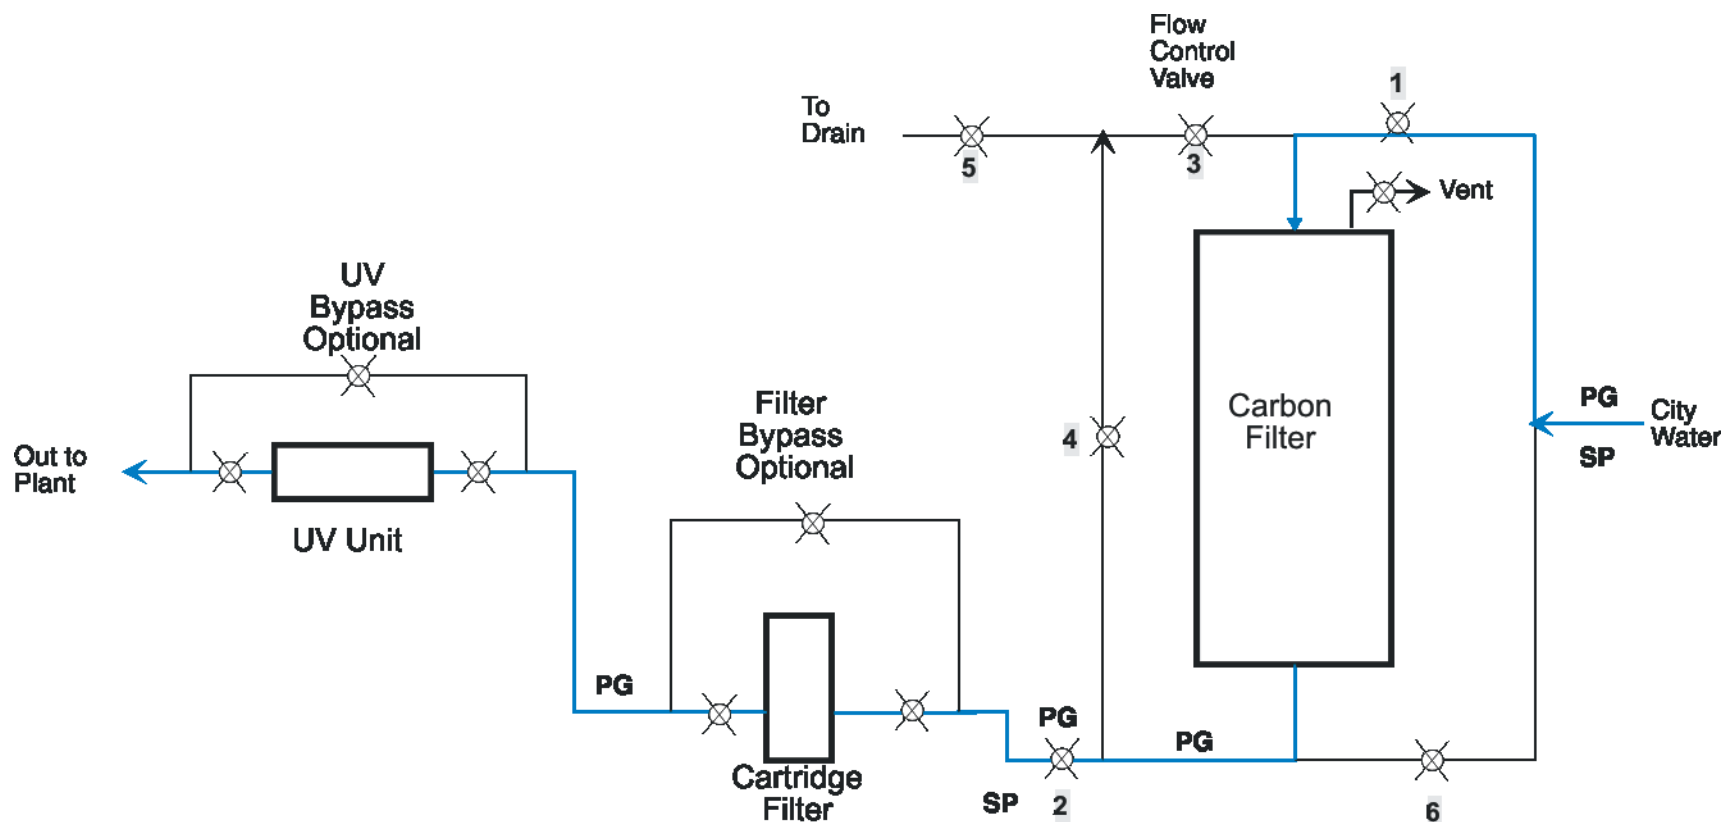 Flow
Control
Valve
1
To
Drain
5
3
Vent
UV
Bypass
Optional
Filter
Bypass
Optional
4
Carbon
Filter
PG
City
Water
SP
Out to
Plant
UV Unit
PG
PG
PG
Cartridge
Filter
SP
2
6